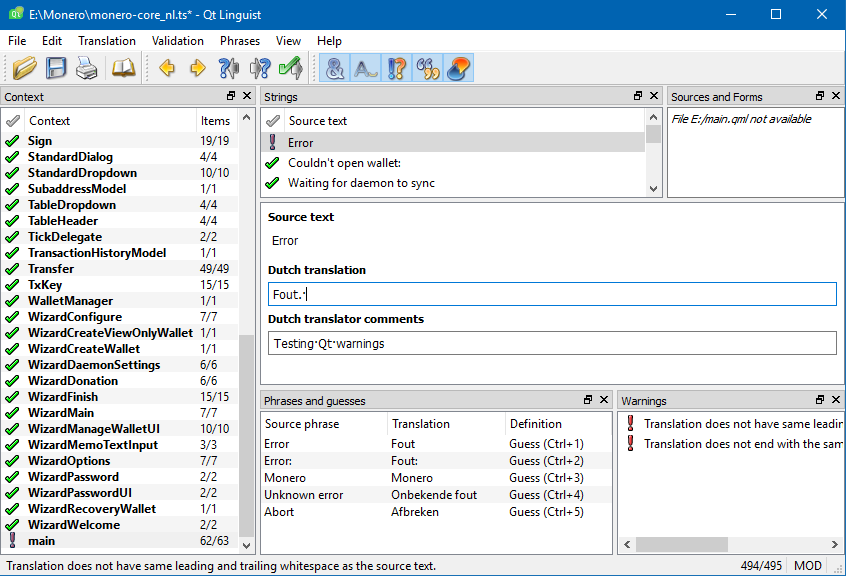 E:\Monero\monero-core_nl.ts* - Qt Linguist
File Edit Translation Validation Phrases View Help
Context
Context Items
Sign 19/19
StandardDialog 4/4
StandardDropdown 10/10
SubaddressModel 1/1
TableDropdown 4/4
TableHeader 4/4
TickDelegate 2/2
TransactionHistoryModel 1/1
Transfer 49/49
TxKey 15/15
WalletManager 1/1
WizardConfigure 7/7
WizardCreateViewOnlyWallet 1/1
WizardCreateWallet 1/1
WizardDaemonSettings 6/6
WizardDonation 6/6
WizardFinish 15/15
WizardMain 7/7
WizardManageWalletUI 10/10
WizardMemoTextInput 3/3
WizardOptions 7/7
WizardPassword 2/2
WizardPasswordUI 2/2
WizardRecoveryWallet 1/1
WizardWelcome 2/2
main 62/63
Strings
Source text
Error
Couldn't open wallet:
Waiting for daemon to sync
Sources and Forms
File E:/main.qml not available
Source text
Error
Dutch translation
Fout.·
Dutch translator comments
Testing·Qt·warnings
Phrases and guesses
Source phrase Translation Definition
Error Fout Guess (Ctrl+1)
Error: Fout: Guess (Ctrl+2)
Monero Monero Guess (Ctrl+3)
Unknown error Onbekende fout Guess (Ctrl+4)
Abort Afbreken Guess (Ctrl+5)
Warnings
Translation does not have same leadin
Translation does not end with the sam
Translation does not have same leading and trailing whitespace as the source text.
494/495 MOD